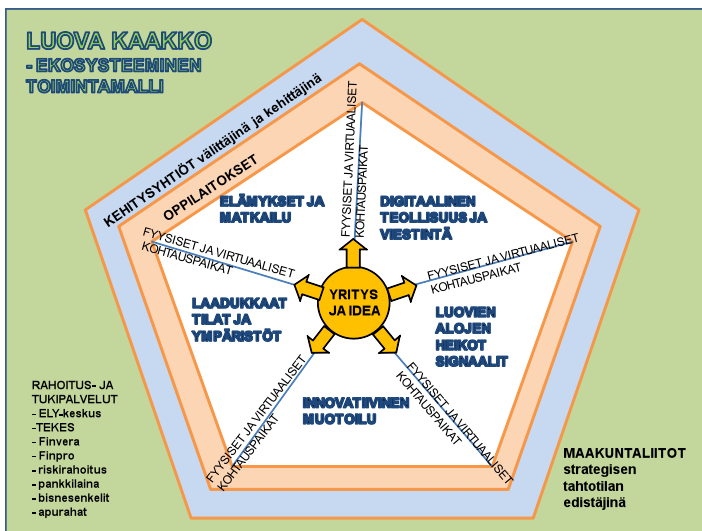 LUOVA KAAKKO
- EKOSYSTEEMINEN
TOIMINTAMALLI
KEHITYSYHTIÖT välittäjinä ja kehittäjinä
OPPILAITOKSET
FYYSISET JA VIRTUAALISET
KOHTAUSPAIKAT
ELÄMYKSET JA
MATKAILU
DIGITAALINEN
TEOLLISUUS JA
VIESTINTÄ
FYYSISET JA VIRTUAALISET
KOHTAUSPAIKAT
FYYSISET JA VIRTUAALISET
KOHTAUSPAIKAT
YRITYS
JA IDEA
LAADUKKAAT
TILAT JA
YMPÄRISTÖT
LUOVIEN
ALOJEN
HEIKOT
SIGNAALIT
FYYSISET JA VIRTUAALISET
KOHTAUSPAIKAT
FYYSISET JA VIRTUAALISET
KOHTAUSPAIKAT
INNOVATIIVINEN
MUOTOILU
RAHOITUS- JA
TUKIPALVELUT
- ELY-keskus
-TEKES
- Finvera
- Finpro
- riskirahoitus
- pankkilaina
- bisnesenkelit
- apurahat
MAAKUNTALIITOT
strategisen
tahtotilan
edistäjinä